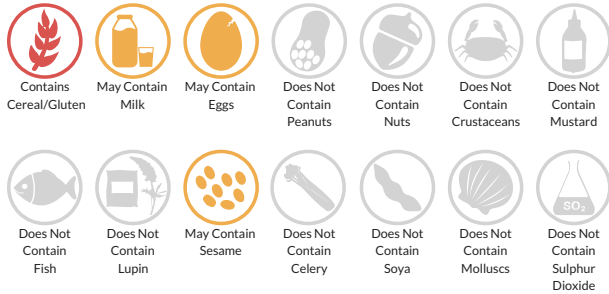 Contains
Cereal/Gluten
May Contain
Milk
May Contain
Eggs
Does Not
Contain
Peanuts
Does Not
Contain
Nuts
Does Not
Contain
Crustaceans
Does Not
Contain
Mustard
Does Not
Contain
Fish
Does Not
Contain
Lupin
May Contain
Sesame
Does Not
Contain
Celery
Does Not
Contain
Soya
Does Not
Contain
Molluscs
SO₂
Does Not
Contain
Sulphur
Dioxide